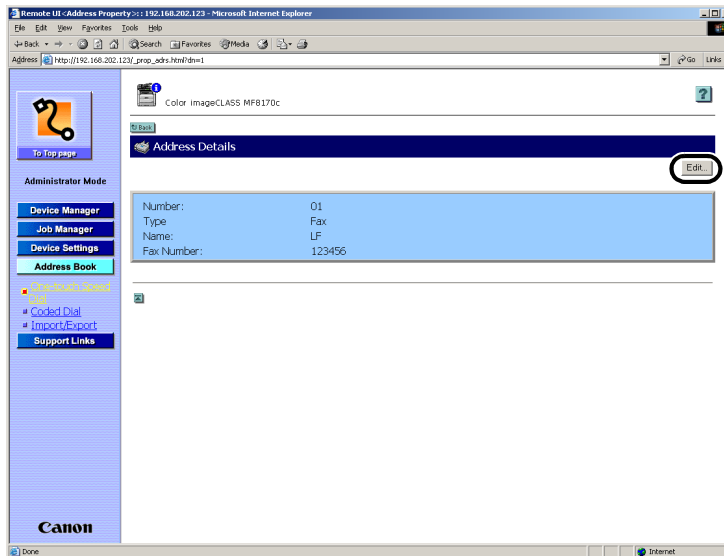 Remote UI <Address Property>: : 192.168.202.123 - Microsoft Internet Explorer
File Edit View Favorites Tools Help
Back Search Favorites Media
Address http://192.168.202.123/_prop_adrs.html?dn=1 Go Links
Color imageCLASS MF8170c
?
Back
To Top page
Address Details
Edit...
Administrator Mode
Device Manager
Job Manager
Device Settings
Address Book
One-touch Speed
Dial
Coded Dial
Import/Export
Support Links
Number: 01
Type Fax
Name: LF
Fax Number: 123456
Canon
Done Internet